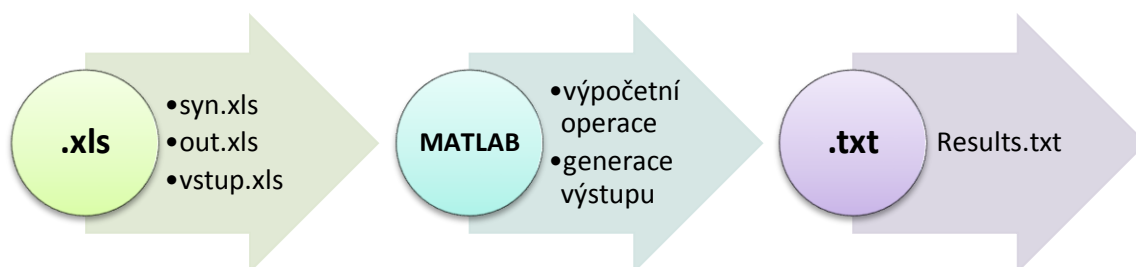 .xls
•syn.xls
•out.xls
•vstup.xls
MATLAB
•výpočetní
operace
•generace
výstupu
.txt
Results.txt